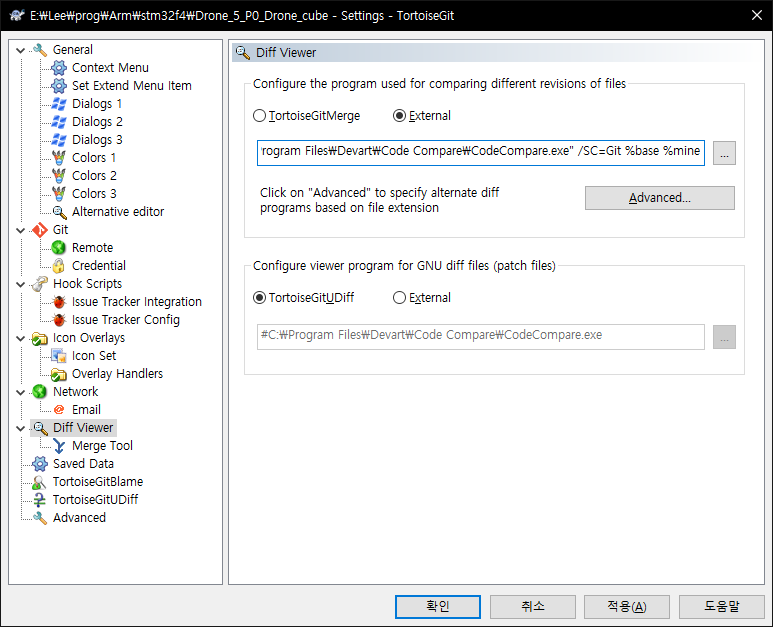 E:₩Lee₩prog₩Arm₩stm32f4₩Drone_5_P0_Drone_cube - Settings - TortoiseGit
General
Context Menu
Set Extend Menu Item
Dialogs 1
Dialogs 2
Dialogs 3
Colors 1
Colors 2
Colors 3
Alternative editor
Git
Remote
Credential
Hook Scripts
Issue Tracker Integration
Issue Tracker Config
Icon Overlays
Icon Set
Overlay Handlers
Network
Email
Diff Viewer
Merge Tool
Saved Data
TortoiseGitBlame
TortoiseGitUDiff
Advanced
Diff Viewer
Configure the program used for comparing different revisions of files
TortoiseGitMerge External
rogram Files₩Devart₩Code Compare₩CodeCompare.exe" /SC=Git %base %mine ...
Click on "Advanced" to specify alternate diff
programs based on file extension
Advanced...
Configure viewer program for GNU diff files (patch files)
TortoiseGitUDiff External
#C:₩Program Files₩Devart₩Code Compare₩CodeCompare.exe ...
확인 취소 적용(A) 도움말